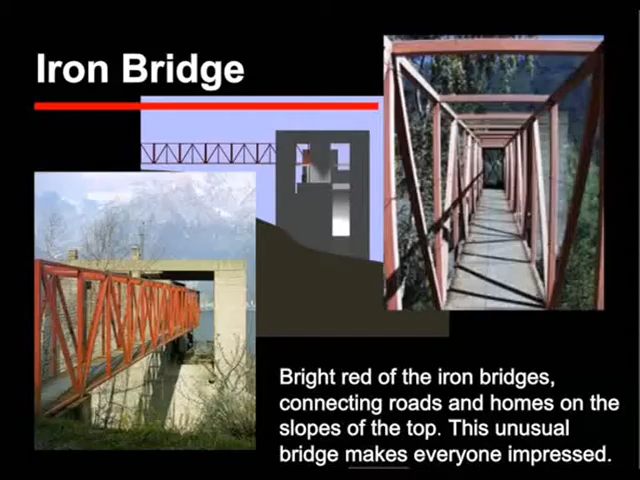 Iron Bridge
Bright red of the iron bridges,
connecting roads and homes on the
slopes of the top. This unusual
bridge makes everyone impressed.